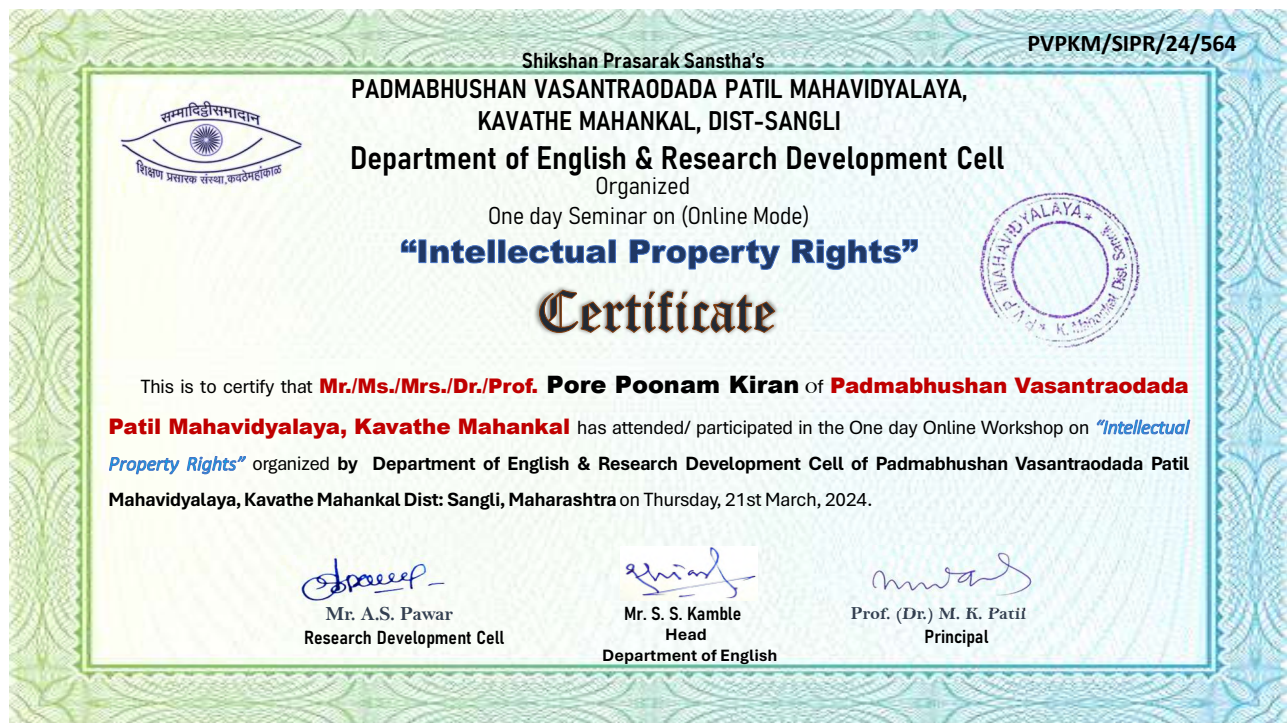 PVPKM/SIPR/24/564
Shikshan Prasarak Sanstha's
PADMABHUSHAN VASANTRAODADA PATIL MAHAVIDYALAYA,
KAVATHE MAHANKAL, DIST-SANGLI
Department of English & Research Development Cell
Organized
One day Seminar on (Online Mode)
“Intellectual Property Rights”
Certificate
सम्मादिट्ठीसमादान
शिक्षण प्रसारक संस्था,कवठेमहांकाळ
P.V.P. MAHAVIDYALAYA * K. Mahankal, Dist. Sangli *
This is to certify that Mr./Ms./Mrs./Dr./Prof. Pore Poonam Kiran of Padmabhushan Vasantraodada
Patil Mahavidyalaya, Kavathe Mahankal has attended/ participated in the One day Online Workshop on “Intellectual
Property Rights” organized by Department of English & Research Development Cell of Padmabhushan Vasantraodada Patil
Mahavidyalaya, Kavathe Mahankal Dist: Sangli, Maharashtra on Thursday, 21st March, 2024.
Mr. A.S. Pawar
Research Development Cell
Mr. S. S. Kamble
Head
Department of English
Prof. (Dr.) M. K. Patil
Principal